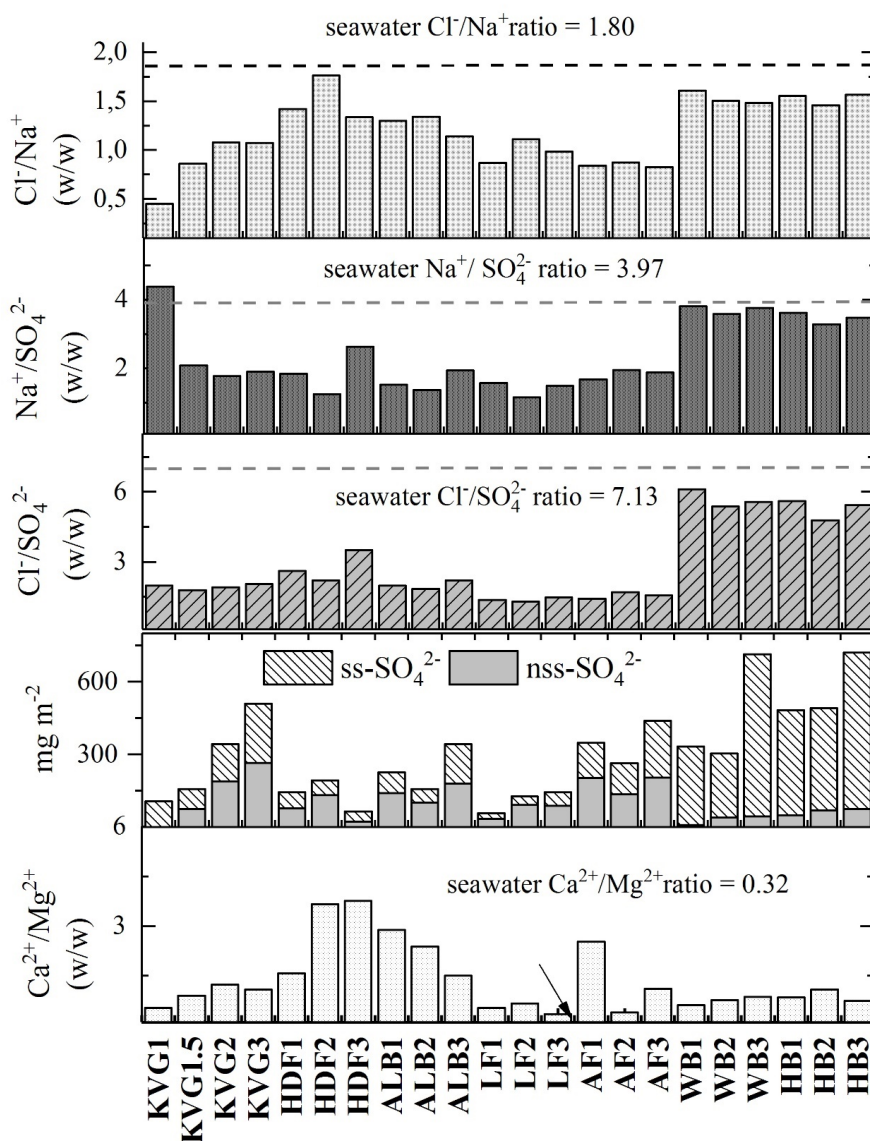 seawater Cl⁻/Na⁺ ratio = 1.80
2,0
1,5
1,0
0,5
Cl⁻/Na⁺
(w/w)
seawater Na⁺/ SO₄²⁻ ratio = 3.97
4
2
Na⁺/SO₄²⁻
(w/w)
seawater Cl⁻/SO₄²⁻ ratio = 7.13
6
3
Cl⁻/SO₄²⁻
(w/w)
ss-SO₄²⁻ nss-SO₄²⁻
600
300
6
mg m⁻²
seawater Ca²⁺/Mg²⁺ ratio = 0.32
3
Ca²⁺/Mg²⁺
(w/w)
KVG1
KVG1.5
KVG2
KVG3
HDF1
HDF2
HDF3
ALB1
ALB2
ALB3
LF1
LF2
LF3
AF1
AF2
AF3
WB1
WB2
WB3
HB1
HB2
HB3